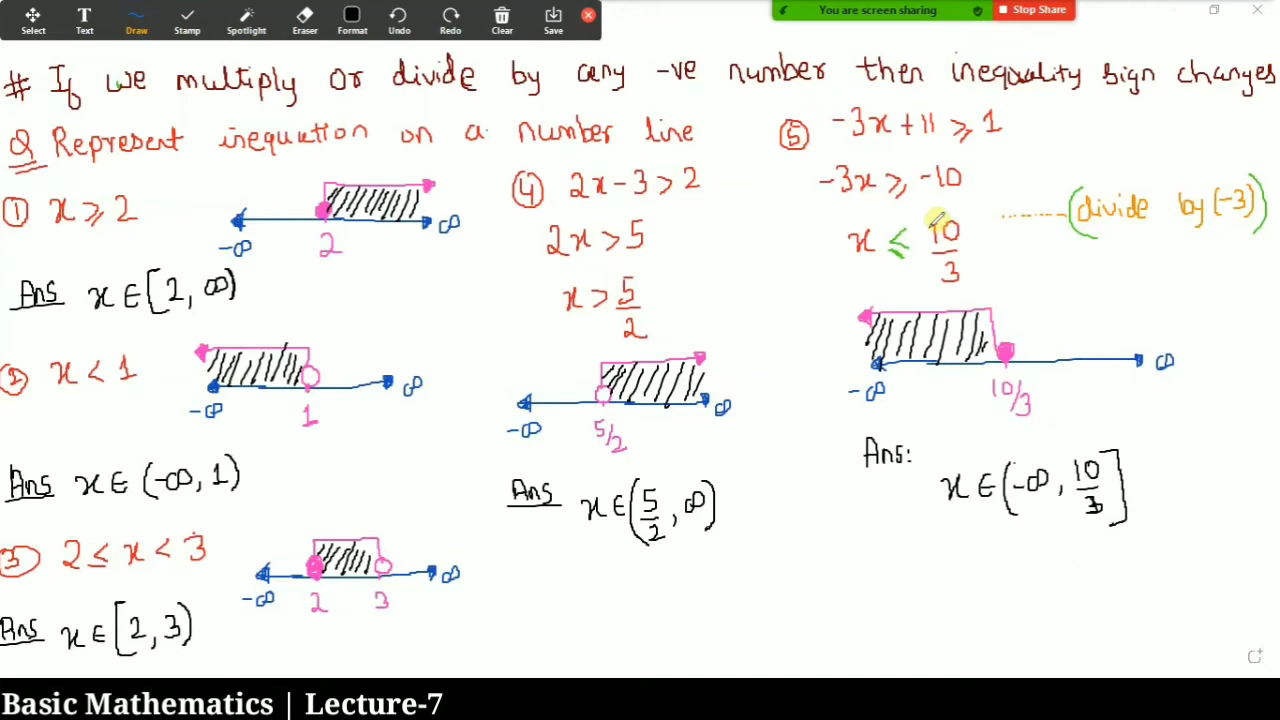 Select Text Draw Stamp Spotlight Eraser Format Undo Redo Clear Save
You are screen sharing Stop Share
# If we multiply or divide by any -ve number then inequality sign changes
Q Represent inequation on a number line
① x ≥ 2
-∞ 2 ∞
Ans x ∈ [2, ∞)
② x < 1
-∞ 1 ∞
Ans x ∈ (-∞, 1)
③ 2 ≤ x < 3
-∞ 2 3 ∞
Ans x ∈ [2, 3)
④ 2x - 3 > 2
2x > 5
x > 5/2
-∞ 5/2 ∞
Ans x ∈ (5/2, ∞)
⑤ -3x + 11 ≥ 1
-3x ≥ -10
x ≤ 10/3 ........ (divide by (-3))
-∞ 10/3 ∞
Ans: x ∈ (-∞, 10/3]
Basic Mathematics | Lecture-7